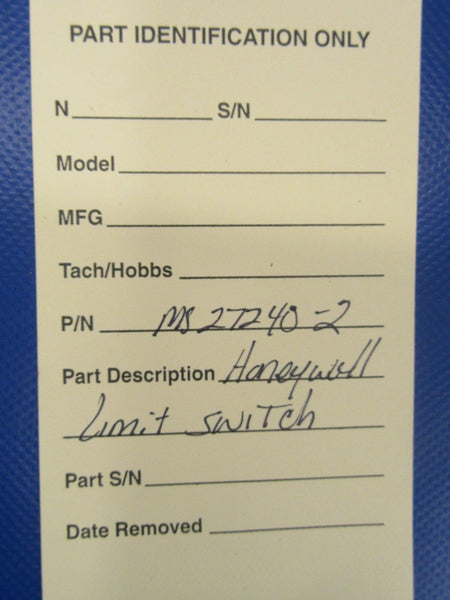 PART IDENTIFICATION ONLY
N S/N
Model
MFG
Tach/Hobbs
P/N MS 27240-2
Part Description Honeywell
Limit SWITCh
Part S/N
Date Removed